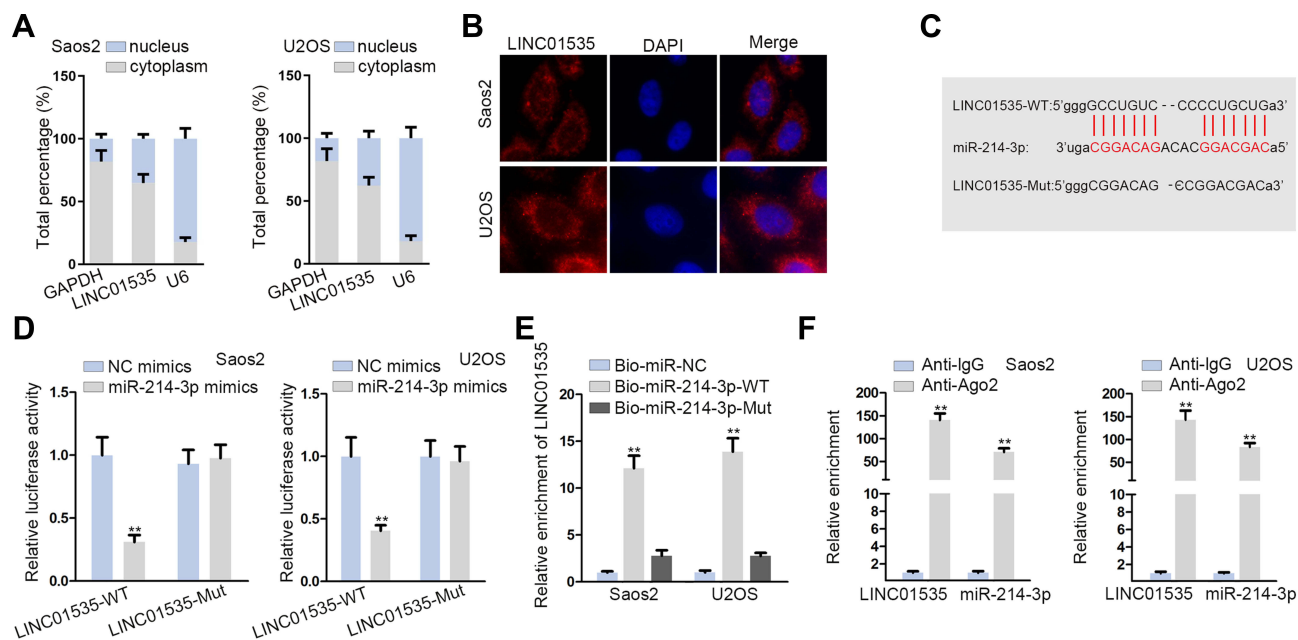 A
Saos2
nucleus
cytoplasm
Total percentage (%)
150
100
50
0
GAPDH
LINC01535
U6
U2OS
nucleus
cytoplasm
Total percentage (%)
150
100
50
0
GAPDH
LINC01535
U6
B
LINC01535 DAPI Merge
Saos2
U2OS
C
LINC01535-WT:5'gggGCCUGUC - - CCCCUGCUGa3'
miR-214-3p: 3'ugaCGGACAGACACGGACGACa5'
LINC01535-Mut:5'gggCGGACAG - -CCGGACGACa3'
D
NC mimics
miR-214-3p mimics
Saos2
Relative luciferase activity
1.5
1.0
0.5
0.0
**
LINC01535-WT
LINC01535-Mut
NC mimics
miR-214-3p mimics
U2OS
Relative luciferase activity
1.5
1.0
0.5
0.0
**
LINC01535-WT
LINC01535-Mut
E
Bio-miR-NC
Bio-miR-214-3p-WT
Bio-miR-214-3p-Mut
Relative enrichment of LINC01535
20
15
10
5
0
**
**
Saos2 U2OS
F
Anti-IgG
Anti-Ago2
Saos2
Relative enrichment
200
150
100
50
10
8
6
4
2
**
**
LINC01535 miR-214-3p
Anti-IgG
Anti-Ago2
U2OS
Relative enrichment
200
150
100
50
10
8
6
4
2
**
**
LINC01535 miR-214-3p